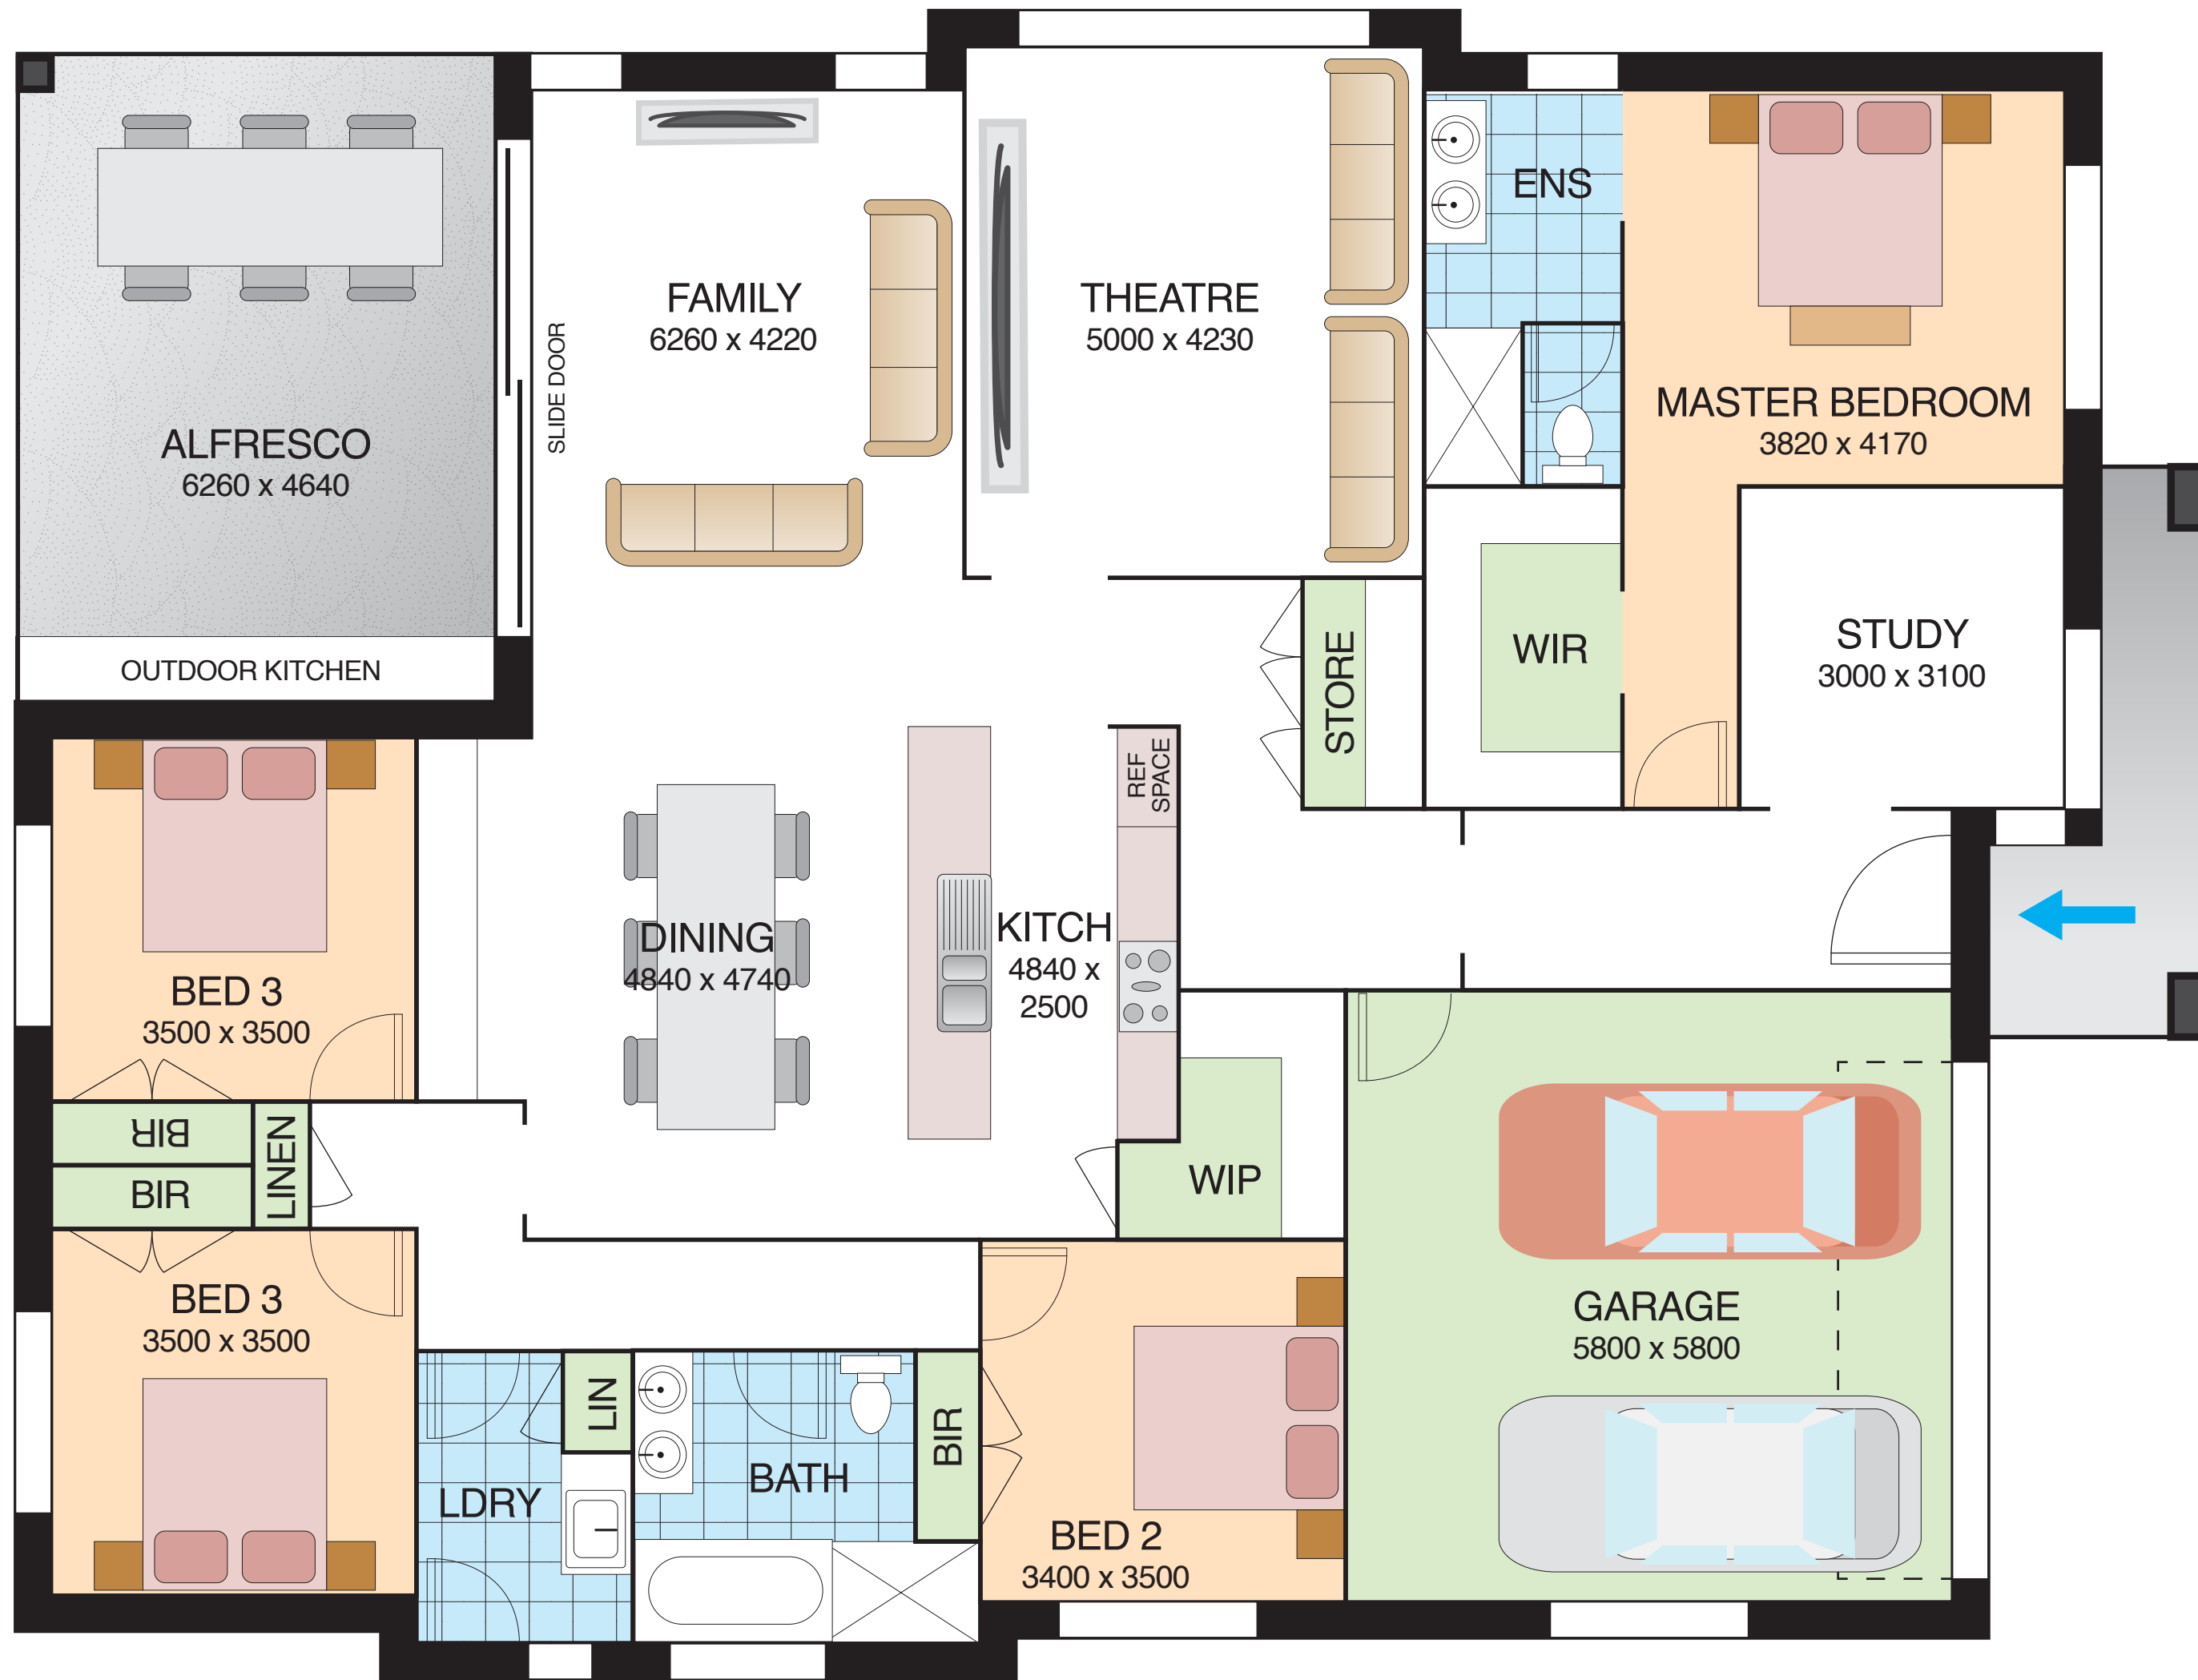 ENS
FAMILY
6260 x 4220
THEATRE
5000 x 4230
SLIDE DOOR
MASTER BEDROOM
3820 x 4170
ALFRESCO
6260 x 4640
OUTDOOR KITCHEN
STORE
WIR
STUDY
3000 x 3100
REF
SPACE
DINING
4840 x 4740
KITCH
4840 x
2500
BED 3
3500 x 3500
BIR
BIR
LINEN
WIP
BED 3
3500 x 3500
GARAGE
5800 x 5800
LIN
BIR
BATH
LDRY
BED 2
3400 x 3500